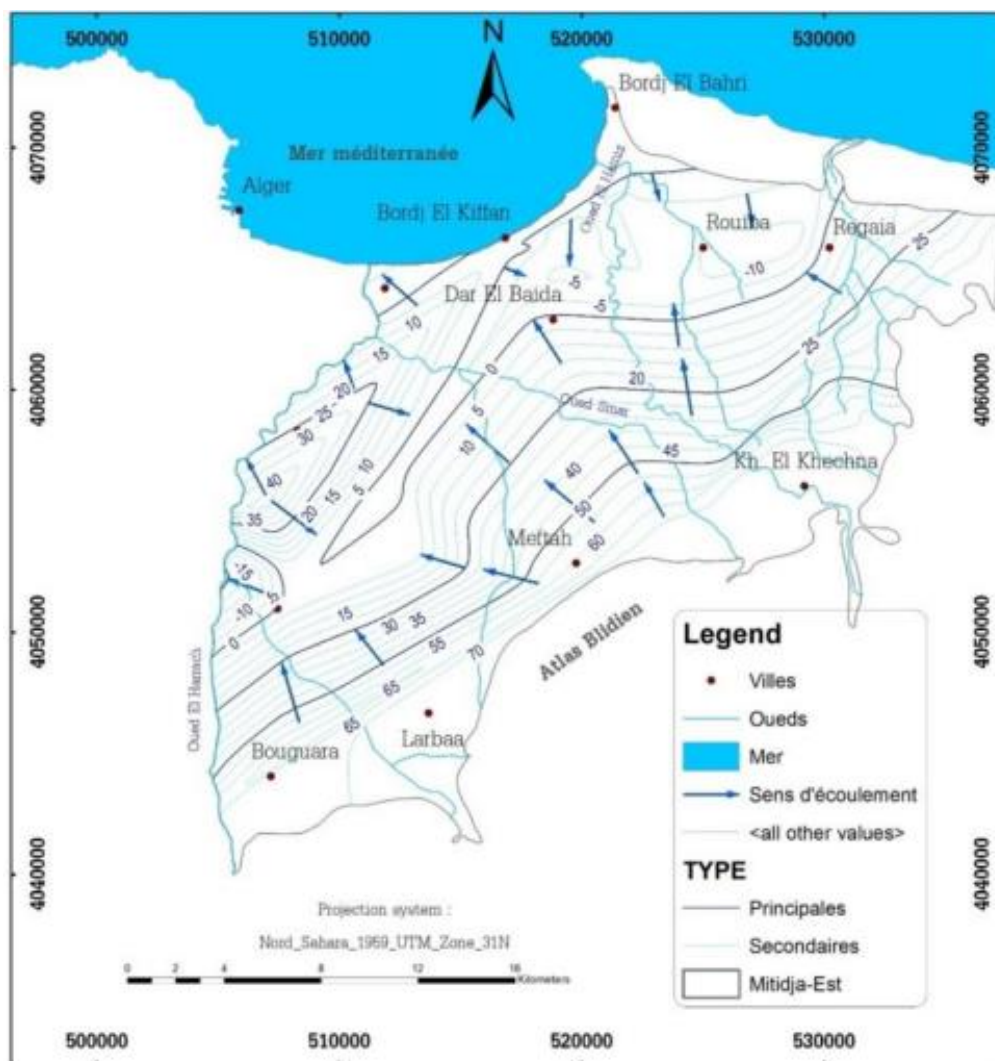 500000 510000 520000 530000
N
Bordj El Bahri
4070000 4070000
Mer méditerranée
Oued El Hamiz
Alger
Bordj El Kiffan
Rouiba
Regaia
25
-10
-5
Dar El Baida
-5
10
0
15
25
20
20
25
4060000 4060000
Oued Smar
30
5
10
10
45
Kh. El Khechna
40
40
15
5
50
20
35
60
Meftah
-15
-5
-10
15
Atlas Blidien
30
35
4050000 4050000
0
55
70
Oued El Harrach
65
65
Larbaa
Bouguara
4040000 4040000
Legend
Villes
Oueds
Mer
Sens d'écoulement
<all other values>
TYPE
Principales
Secondaires
Mitidja-Est
Projection system :
Nord_Sahara_1959_UTM_Zone_31N
0 2 4 8 12 16
Kilometers
500000 510000 520000 530000